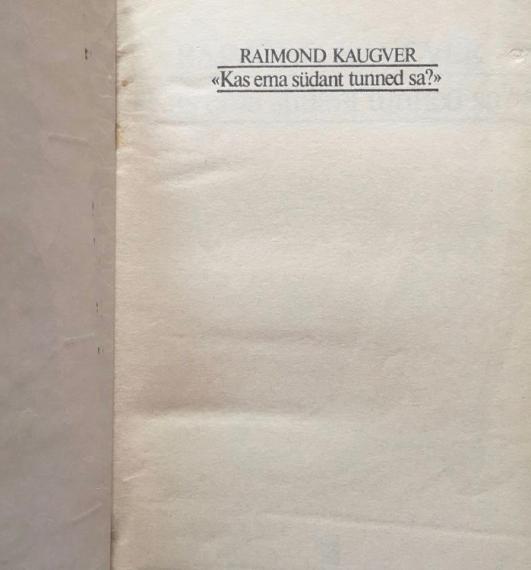 RAIMOND KAUGVER
«Kas ema südant tunned sa?»